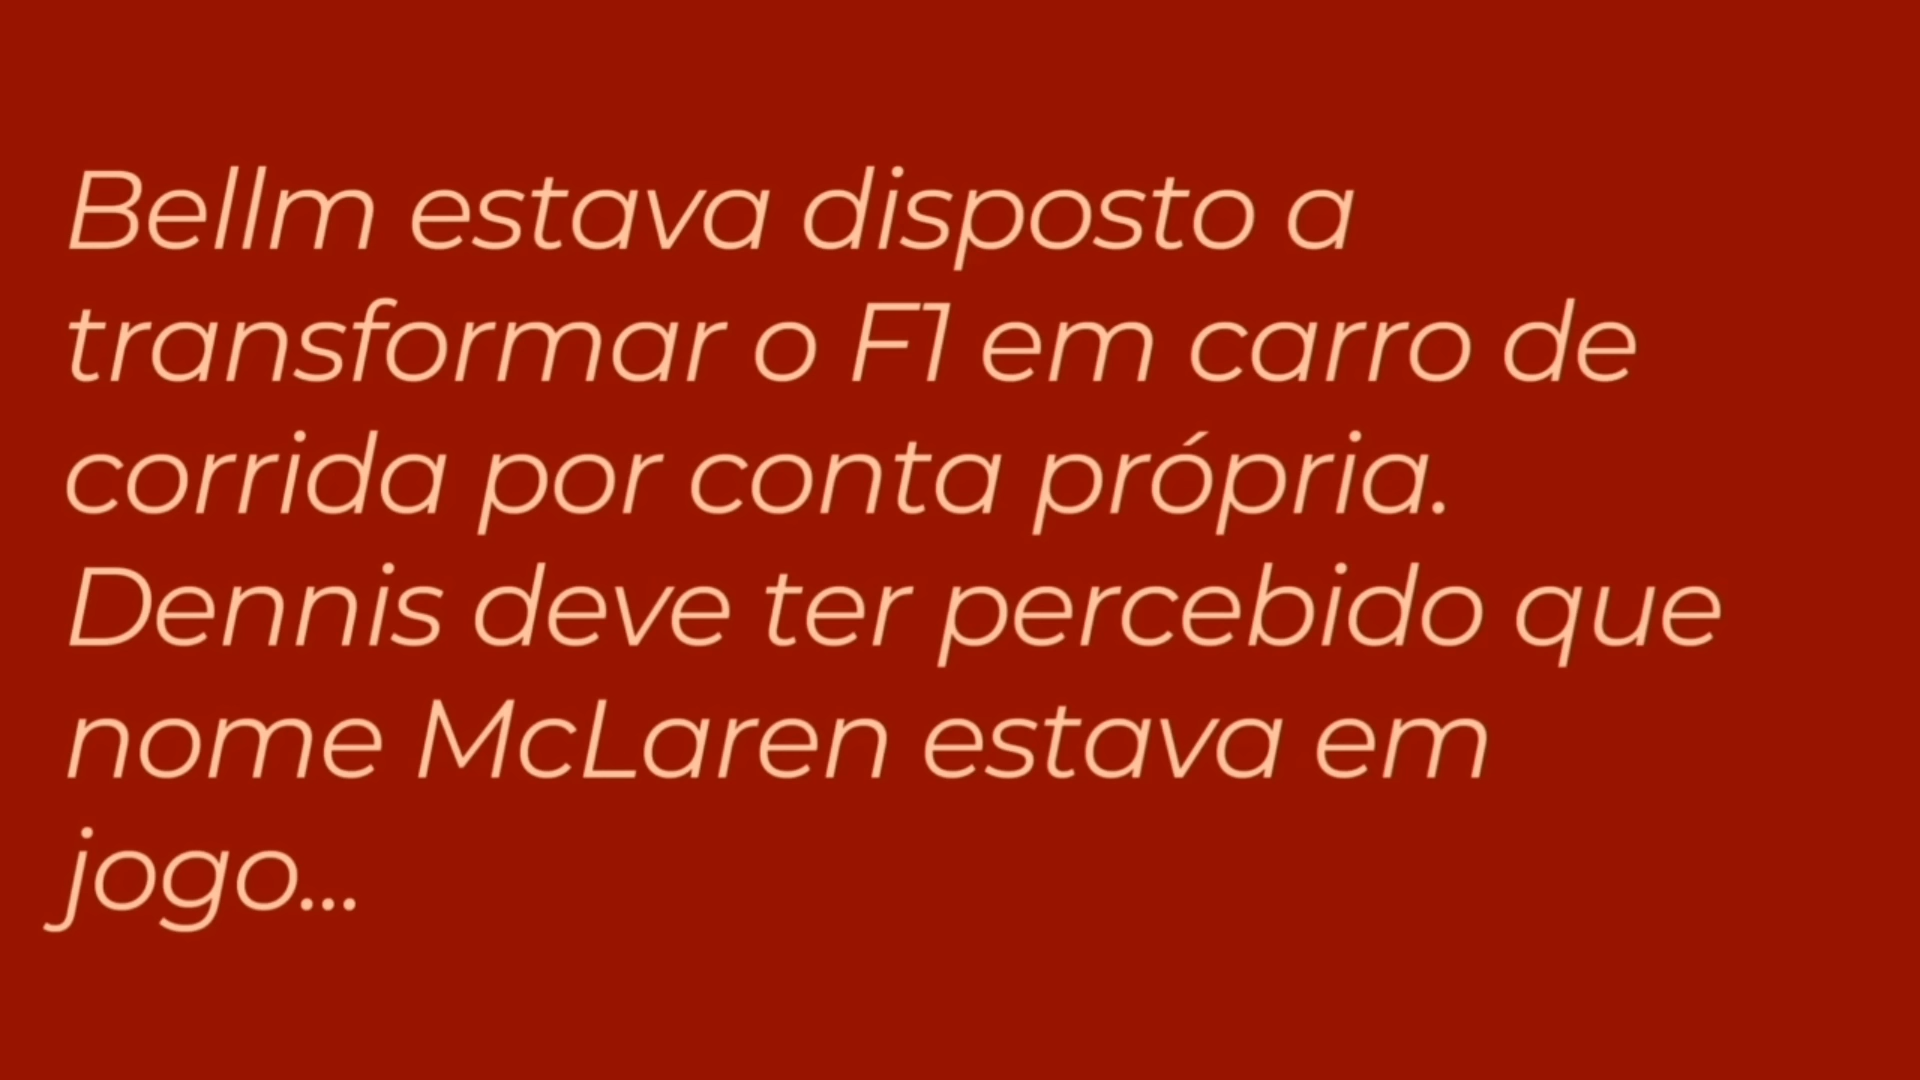 Bellm estava disposto a
transformar o F1 em carro de
corrida por conta própria.
Dennis deve ter percebido que
nome McLaren estava em
jogo...